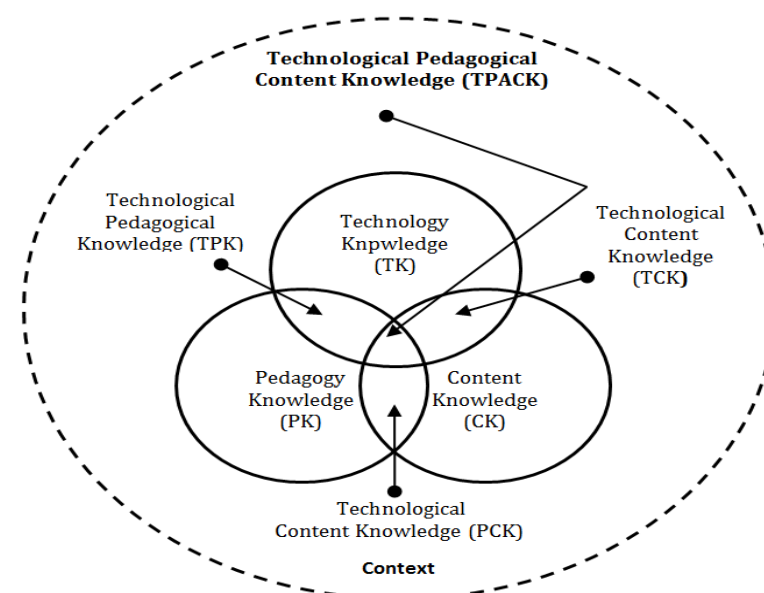 Technological Pedagogical
Content Knowledge (TPACK)
Technological
Pedagogical
Knowledge (TPK)
Technology
Knpwledge
(TK)
Technological
Content
Knowledge
(TCK)
Pedagogy
Knowledge
(PK)
Content
Knowledge
(CK)
Technological
Content Knowledge (PCK)
Context